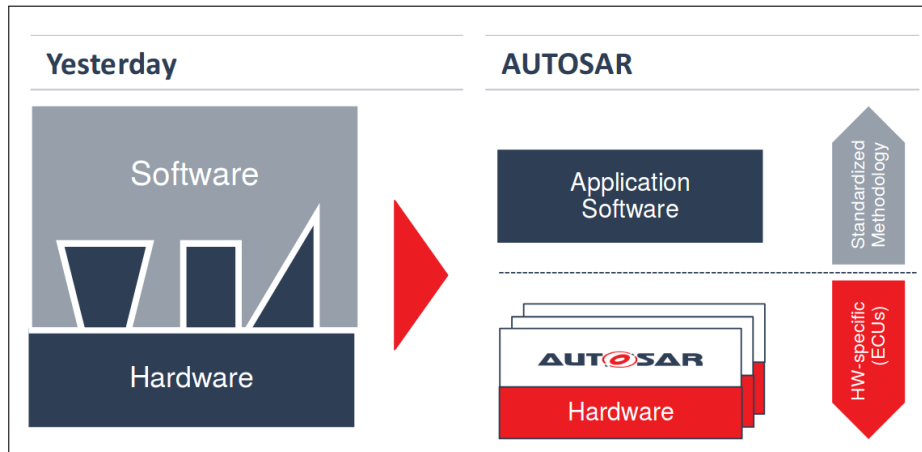 Yesterday
AUTOSAR
Software
Hardware
Application
Software
AUTOSAR
Hardware
Standardized
Methodology
HW-specific
(ECUs)